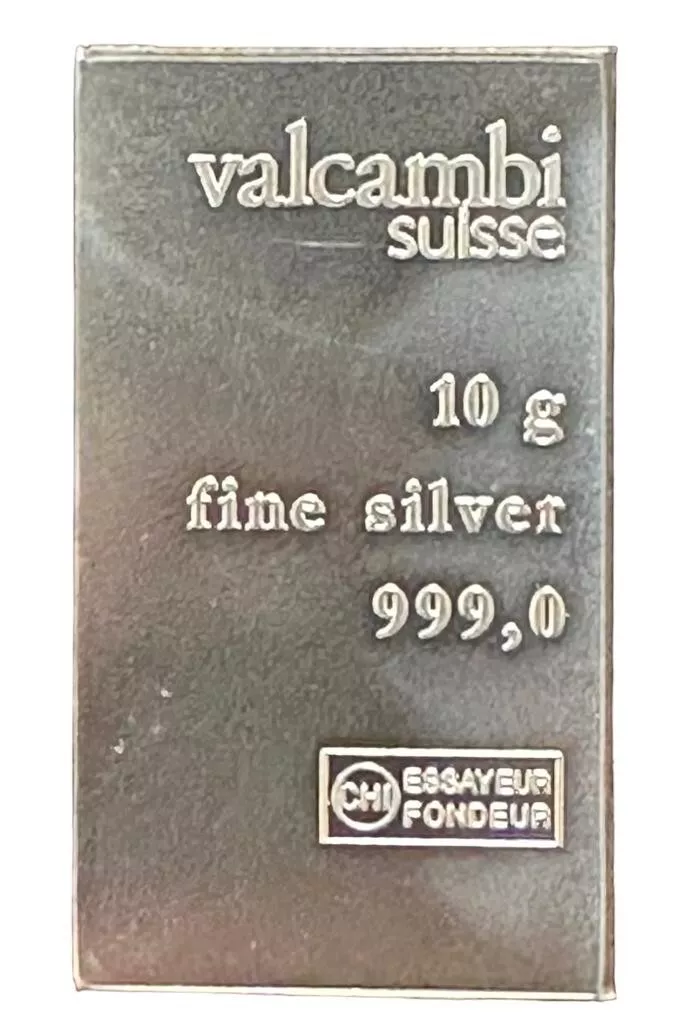 valcambi
suisse
10 g
fine silver
999,0
CHI ESSAYEUR
FONDEUR